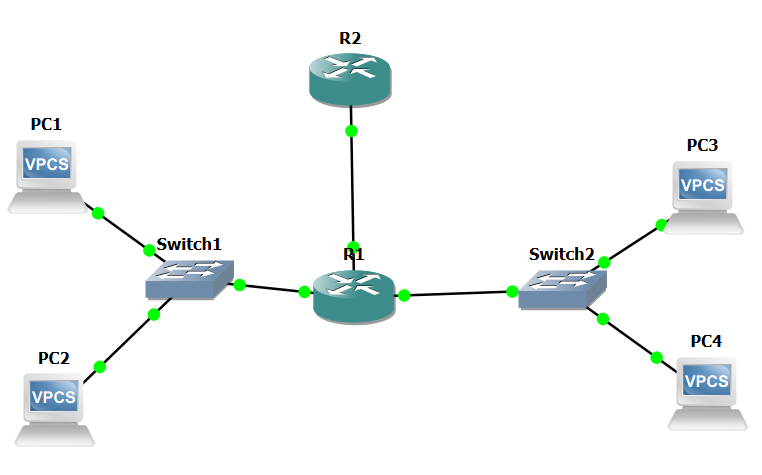 R2
PC1
VPCS
PC3
VPCS
Switch1
R1
Switch2
PC2
VPCS
PC4
VPCS